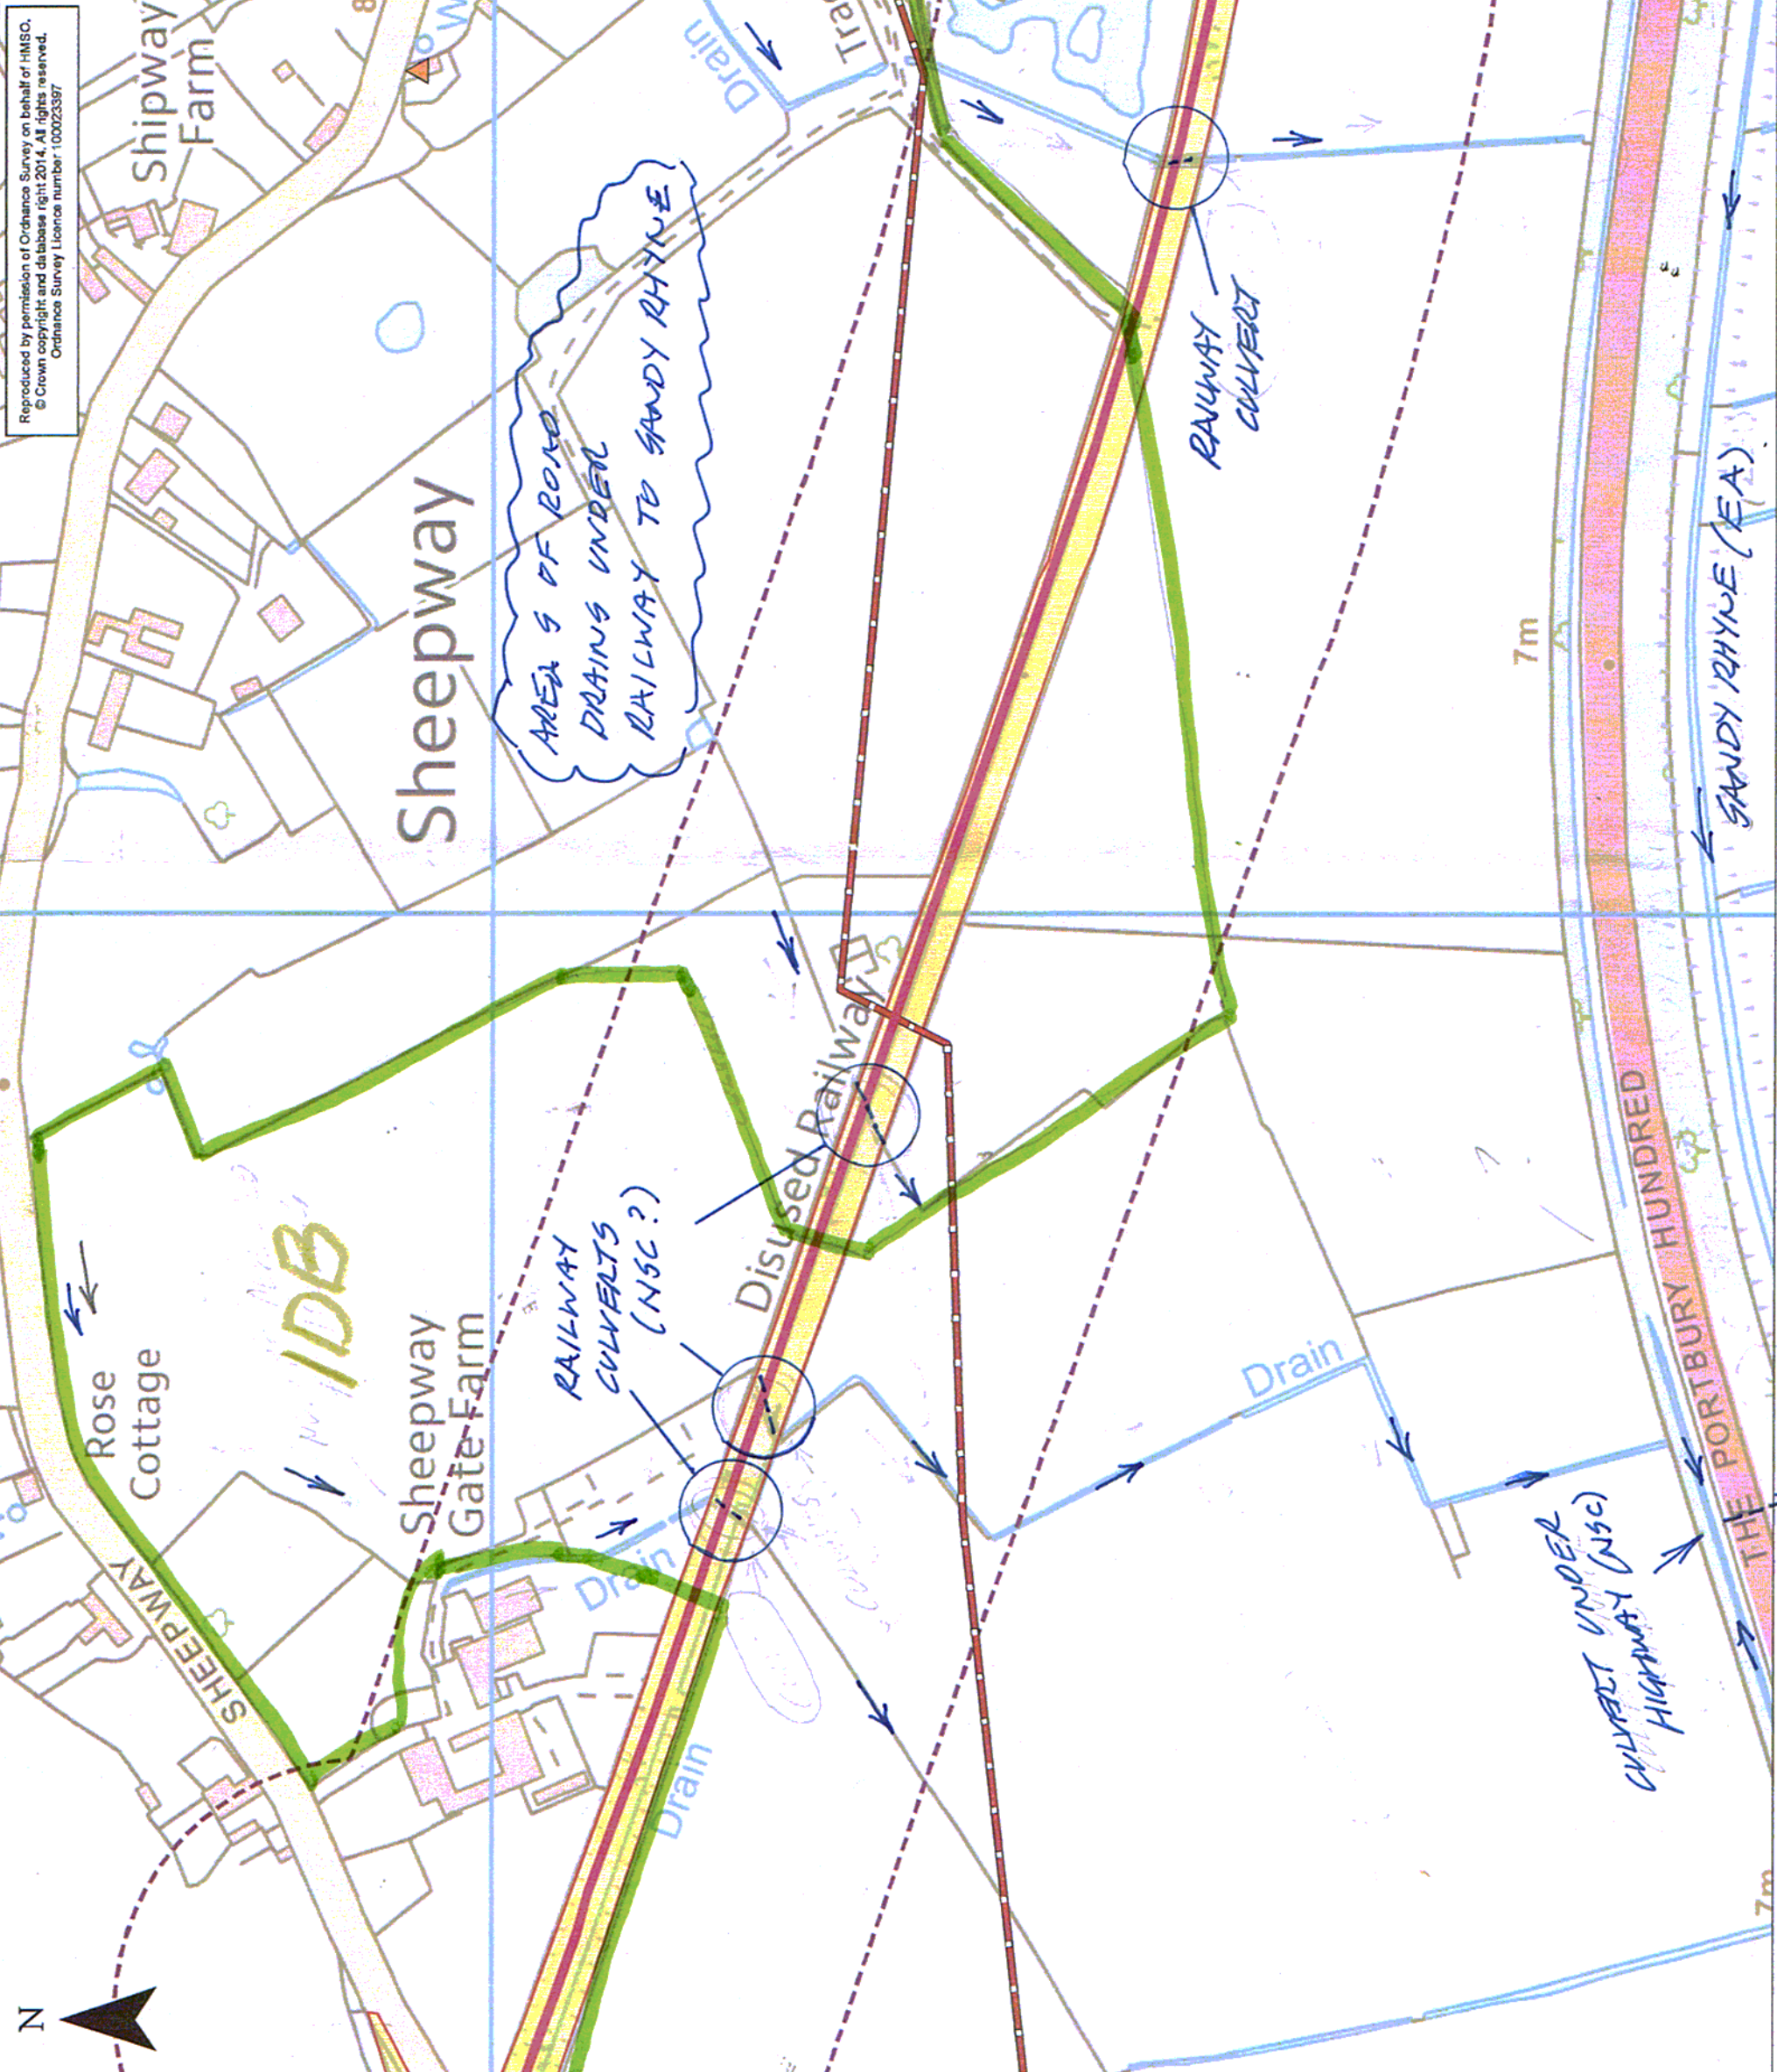 Reproduced by permission of Ordnance Survey on behalf of HMSO.
© Crown copyright and database right 2014. All rights reserved.
Ordnance Survey Licence number 100023397
Shipway
Farm
8
W
Drain
Trac
Sheepway
AREAS OF ROAD
DRAINS UNDER
RAILWAY TO SANDY RHYNE
RAILWAY
CULVERT
7m
SANDY RHYNE (EA)
Disused Railway
RAILWAY
CULVERTS
(NSC?)
IDB
Rose
Cottage
Sheepway
Gate Farm
SHEEPWAY
Drain
Drain
Drain
THE PORTBURY HUNDRED
CULVERT UNDER
HIGHWAY (NSC)
7m
N